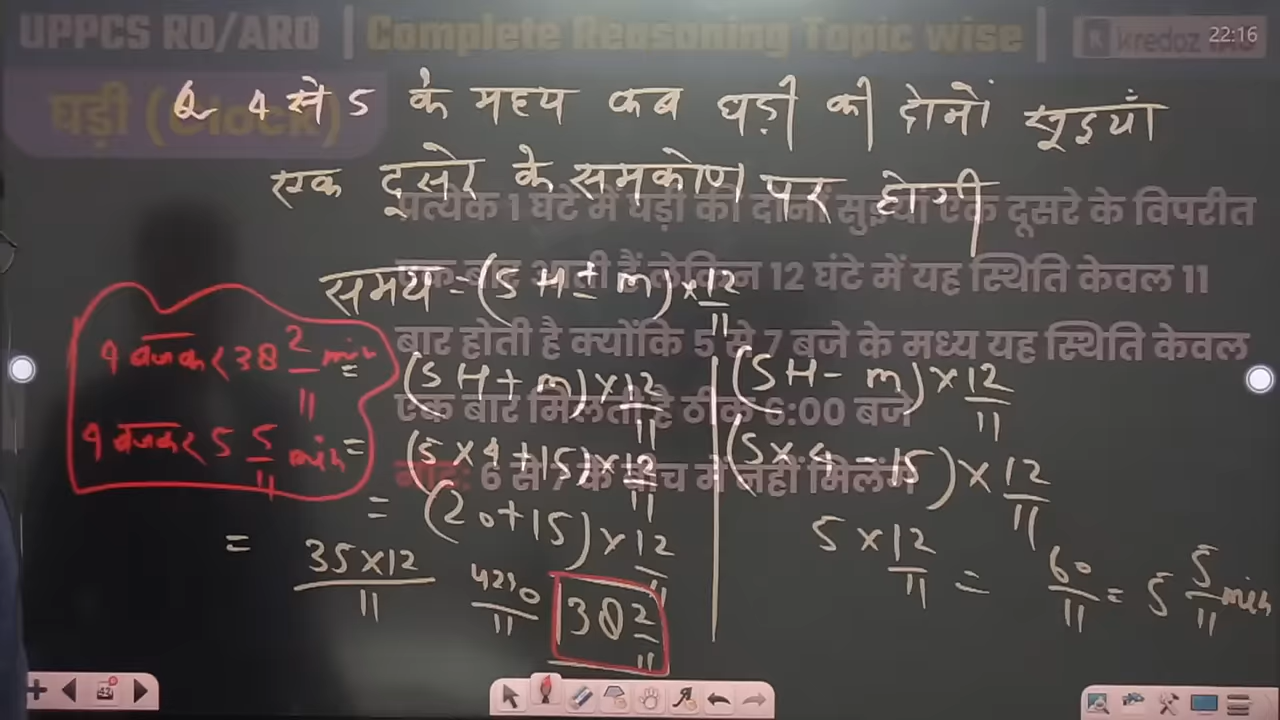 UPPCS RO/ARO | Complete Reasoning Topic wise |
22:16
घड़ी (Clock)
Q 4 से 5 के मध्य कब घड़ी की दोनों सूइयाँ
एक दूसरे के समकोण पर होगी
प्रत्येक 1 घंटे में घड़ी की दोनों सुइयां एक दूसरे के विपरीत
एक बार आती हैं लेकिन 12 घंटे में यह स्थिति केवल 11
बार होती है क्योंकि 5 से 7 बजे के मध्य यह स्थिति केवल
एक बार मिलती है ठीक 6:00 बजे
नोट: 6 से 7 के बीच में नहीं मिलेंगी
समय = (5H ± m) × 12/11
4 बजकर 38 2/11 min
4 बजकर 5 5/11 min
= (5H + m) × 12/11
= (5 × 4 + 15) × 12/11
= (20 + 15) × 12/11
= 35 × 12/11
420/11
38 2/11
(5H - m) × 12/11
(5 × 4 - 15) × 12/11
5 × 12/11 = 60/11 = 5 5/11 min